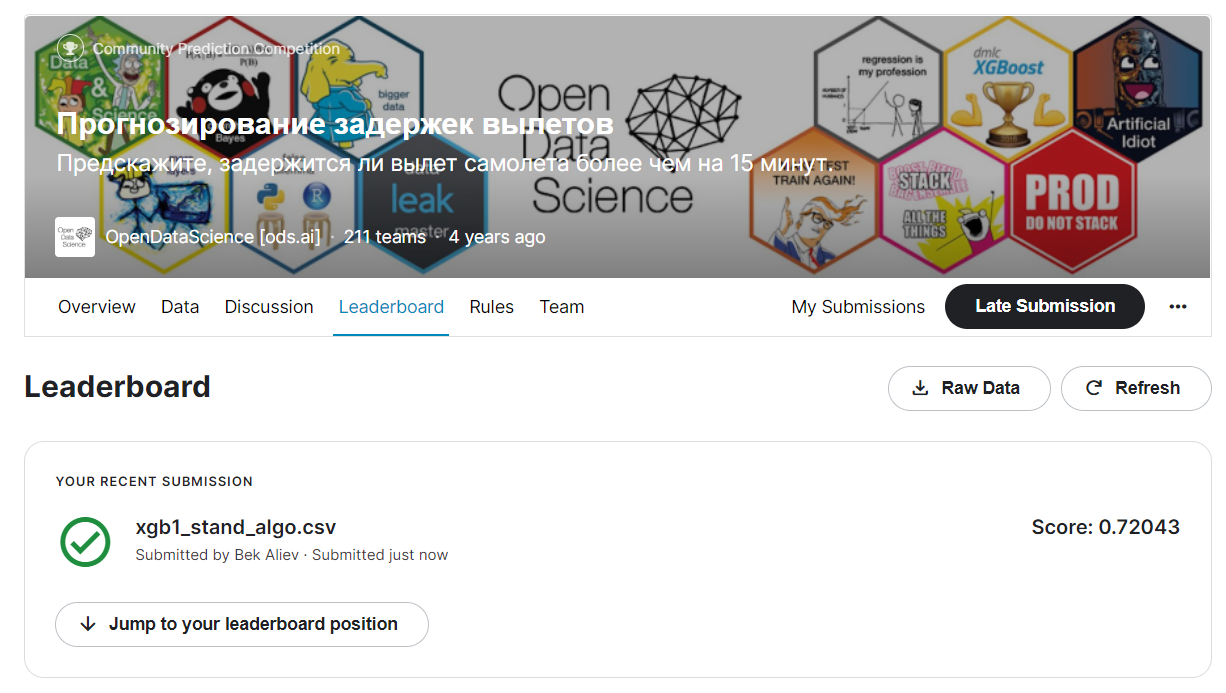 Community Prediction Competition
Data
&
Science
P(B)
Bayes
bigger
data
Open
Data
Science
regression is
my profession
dmlc
XGBoost
Artificial
Idiot
Прогнозирование задержек вылетов
Предскажите, задержится ли вылет самолета более чем на 15 минут.
TRAIN AGAIN!
leak
master
STACK
ALL THE
THINGS
PROD
DO NOT STACK
Open
Data
Science
OpenDataScience [ods.ai] · 211 teams · 4 years ago
Overview Data Discussion Leaderboard Rules Team My Submissions Late Submission
Leaderboard
Raw Data Refresh
YOUR RECENT SUBMISSION
xgb1_stand_algo.csv Score: 0.72043
Submitted by Bek Aliev · Submitted just now
Jump to your leaderboard position